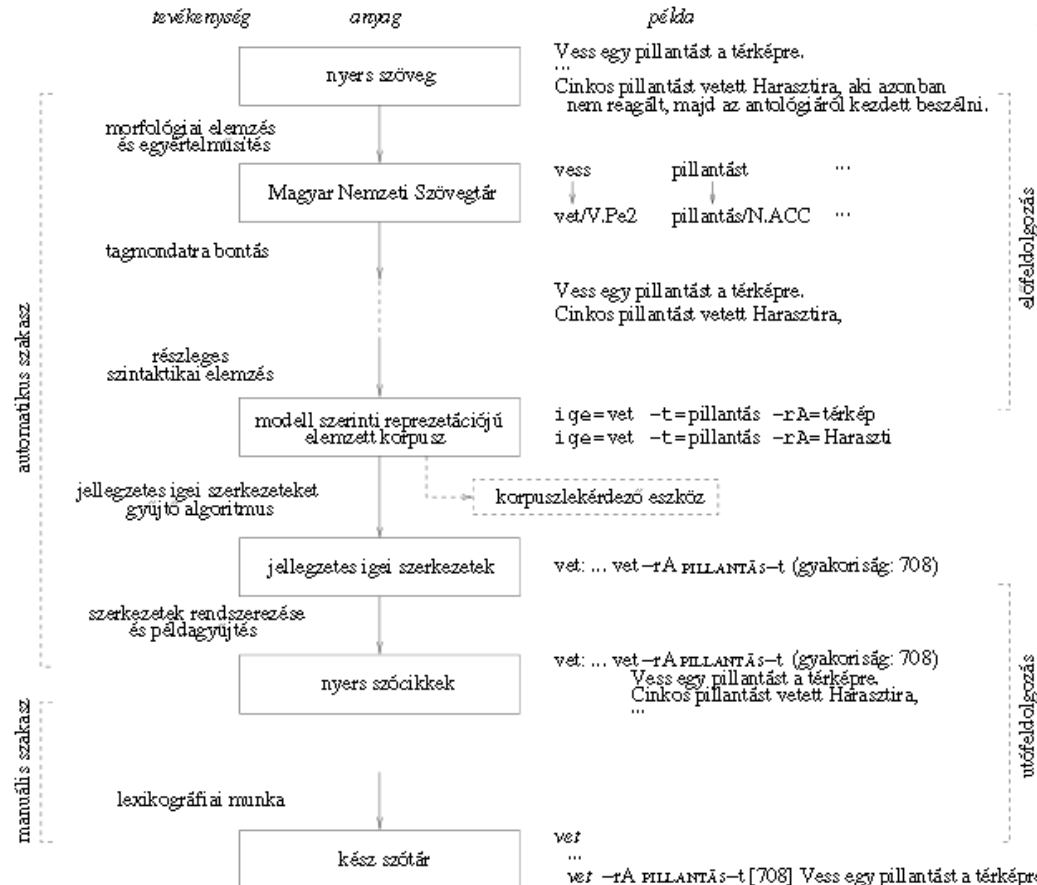 tevékenység
anyag
példa
nyers szöveg
Vess egy pillantást a térképre.
...
Cinkos pillantást vetett Harasztira, aki azonban
nem reagált, majd az antológiáról kezdett beszélni.
morfológiai elemzés
és egyértelműsítés
Magyar Nemzeti Szövegtár
vess pillantást ...
vet/V.Pe2 pillantás/N.ACC ...
tagmondatra bontás
Vess egy pillantást a térképre.
Cinkos pillantást vetett Harasztira,
részleges
szintaktikai elemzés
modell szerinti reprezetációjú
elemzett korpusz
ige=vet -t=pillantás -rA=térkép
ige=vet -t=pillantás -rA=Haraszti
jellegzetes igei szerkezeteket
gyűjtő algoritmus
korpuszlekérdező eszköz
jellegzetes igei szerkezetek
vet: ... vet–rA PILLANTÁS–t (gyakoriság: 708)
szerkezetek rendszerezése
és példagyűjtés
nyers szócikkek
vet: ... vet–rA PILLANTÁS–t (gyakoriság: 708)
Vess egy pillantást a térképre.
Cinkos pillantást vetett Harasztira,
...
lexikográfiai munka
kész szótár
vet
...
vet –rA PILLANTÁS–t [708] Vess egy pillantást a térképre
automatikus szakasz
manuális szakasz
előfeldolgozás
utófeldolgozás